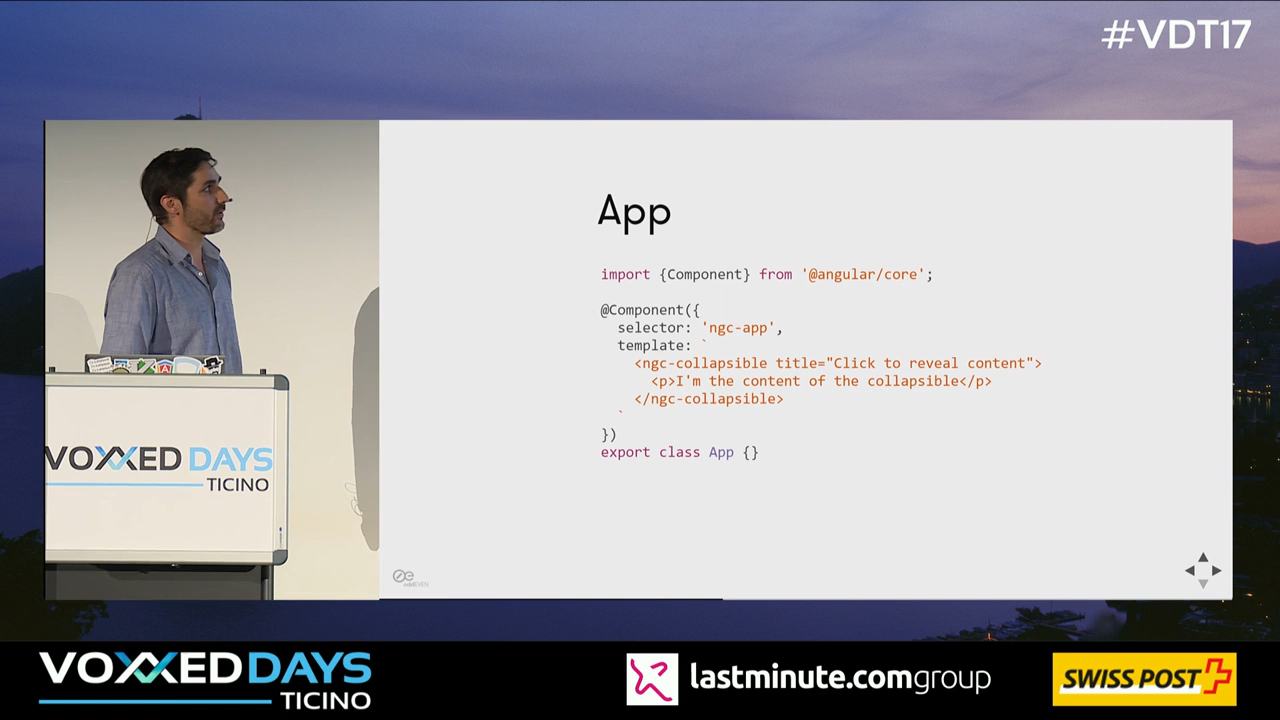 #VDT17
App
import {Component} from '@angular/core';
@Component({
selector: 'ngc-app',
template: `
<ngc-collapsible title="Click to reveal content">
<p>I'm the content of the collapsible</p>
</ngc-collapsible>
`
})
export class App {}
VOXXED DAYS
TICINO
oddEVEN
VOXXED DAYS
TICINO
lastminute.comgroup
SWISS POST